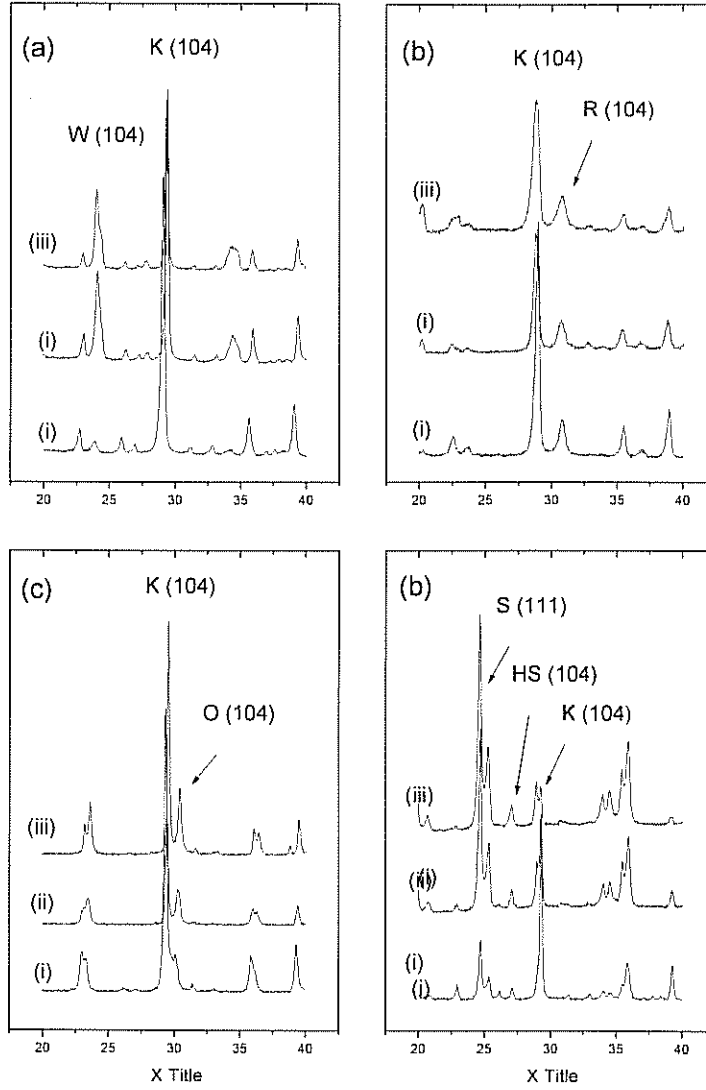 (a)
K (104)
W (104)
(iii)
(i)
(i)
20 25 30 35 40
(b)
K (104)
R (104)
(iii)
(i)
(i)
20 25 30 35 40
(c)
K (104)
O (104)
(iii)
(ii)
(i)
20 25 30 35 40
X Title
(b)
S (111)
HS (104)
K (104)
(i)
(i)
20 25 30 35 40
X Title